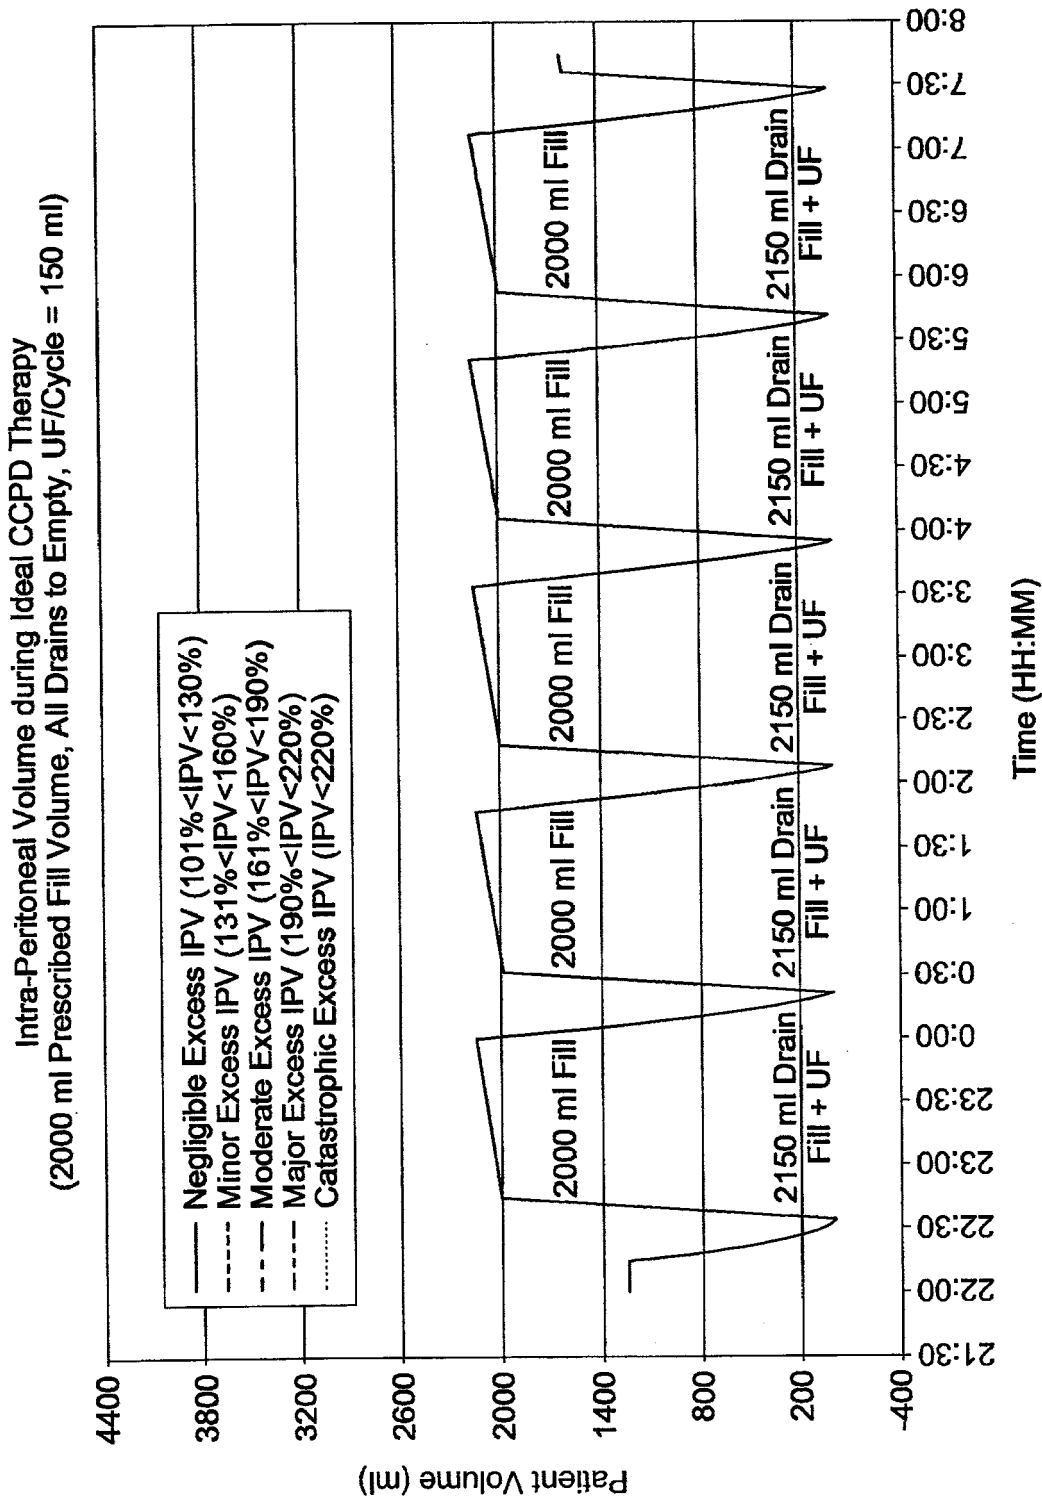 Intra-Peritoneal Volume during Ideal CCPD Therapy
(2000 ml Prescribed Fill Volume, All Drains to Empty, UF/Cycle = 150 ml)
Negligible Excess IPV (101%<IPV<130%)
Minor Excess IPV (131%<IPV<160%)
Moderate Excess IPV (161%<IPV<190%)
Major Excess IPV (190%<IPV<220%)
Catastrophic Excess IPV (IPV<220%)
Patient Volume (ml)
4400
3800
3200
2600
2000
1400
800
200
-400
2000 ml Fill
2000 ml Fill
2000 ml Fill
2000 ml Fill
2000 ml Fill
2150 ml Drain
Fill + UF
2150 ml Drain
Fill + UF
2150 ml Drain
Fill + UF
2150 ml Drain
Fill + UF
2150 ml Drain
Fill + UF
21:30
22:00
22:30
23:00
23:30
0:00
0:30
1:00
1:30
2:00
2:30
3:00
3:30
4:00
4:30
5:00
5:30
6:00
6:30
7:00
7:30
8:00
Time (HH:MM)